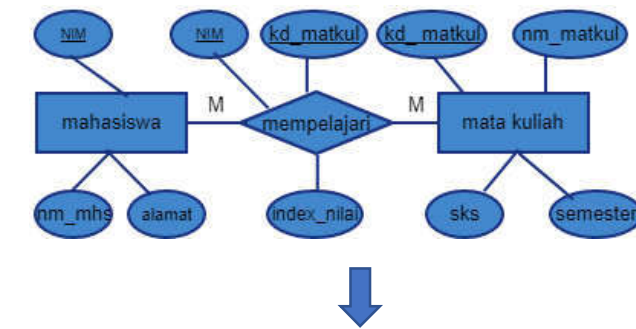 NIM
NIM
kd_matkul
kd_matkul
nm_matkul
mahasiswa
M
mempelajari
M
mata kuliah
nm_mhs
alamat
index_nilai
sks
semester